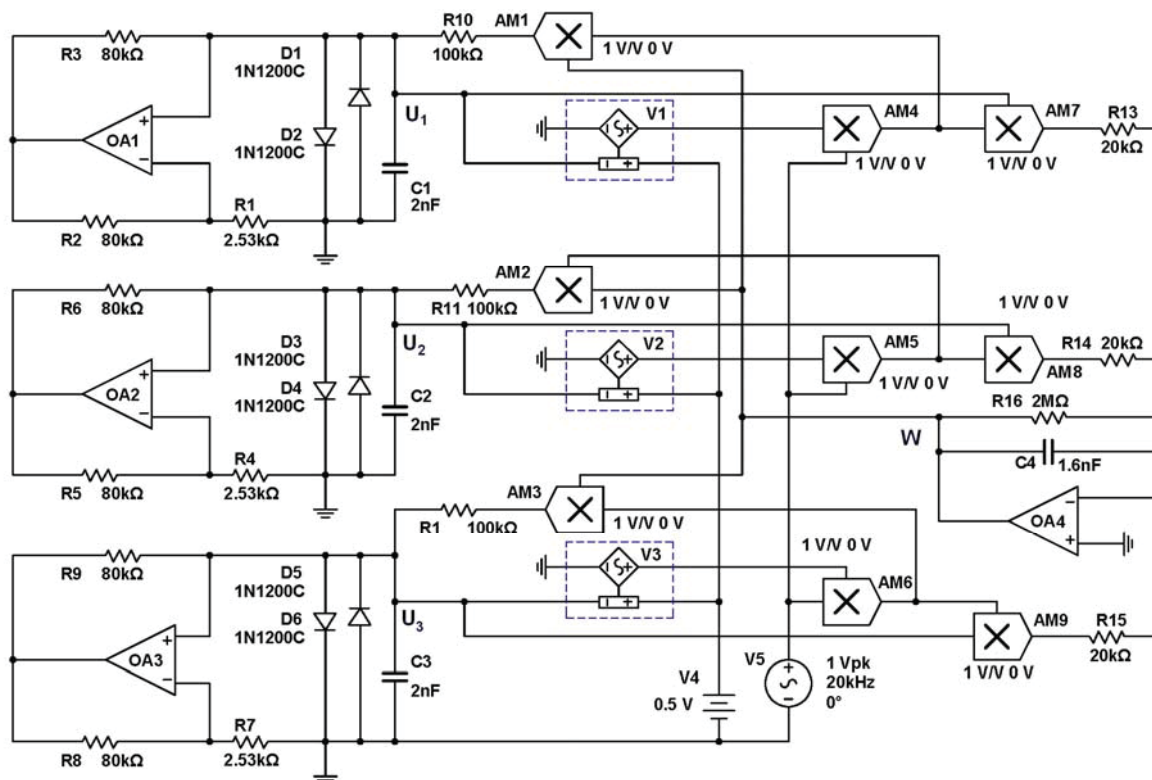 R10
AM1
R3
80kΩ
D1
1N1200C
100kΩ
1 V/V 0 V
U1
V1
AM4
AM7
R13
20kΩ
OA1
+
−
D2
1N1200C
1 V/V 0 V
1 V/V 0 V
C1
2nF
R1
R2
80kΩ
2.53kΩ
AM2
R6
80kΩ
R11
100kΩ
1 V/V 0 V
1 V/V 0 V
D3
1N1200C
U2
V2
AM5
R14
20kΩ
OA2
+
−
D4
1N1200C
1 V/V 0 V
AM8
C2
2nF
R16
2MΩ
W
R4
R5
80kΩ
2.53kΩ
C4
1.6nF
AM3
R1
100kΩ
1 V/V 0 V
OA4
−
+
R9
80kΩ
D5
1N1200C
V3
1 V/V 0 V
AM6
D6
1N1200C
U3
AM9
R15
20kΩ
OA3
+
−
C3
2nF
V4
0.5 V
V5
+
−
1 Vpk
20kHz
0°
1 V/V 0 V
R7
R8
80kΩ
2.53kΩ